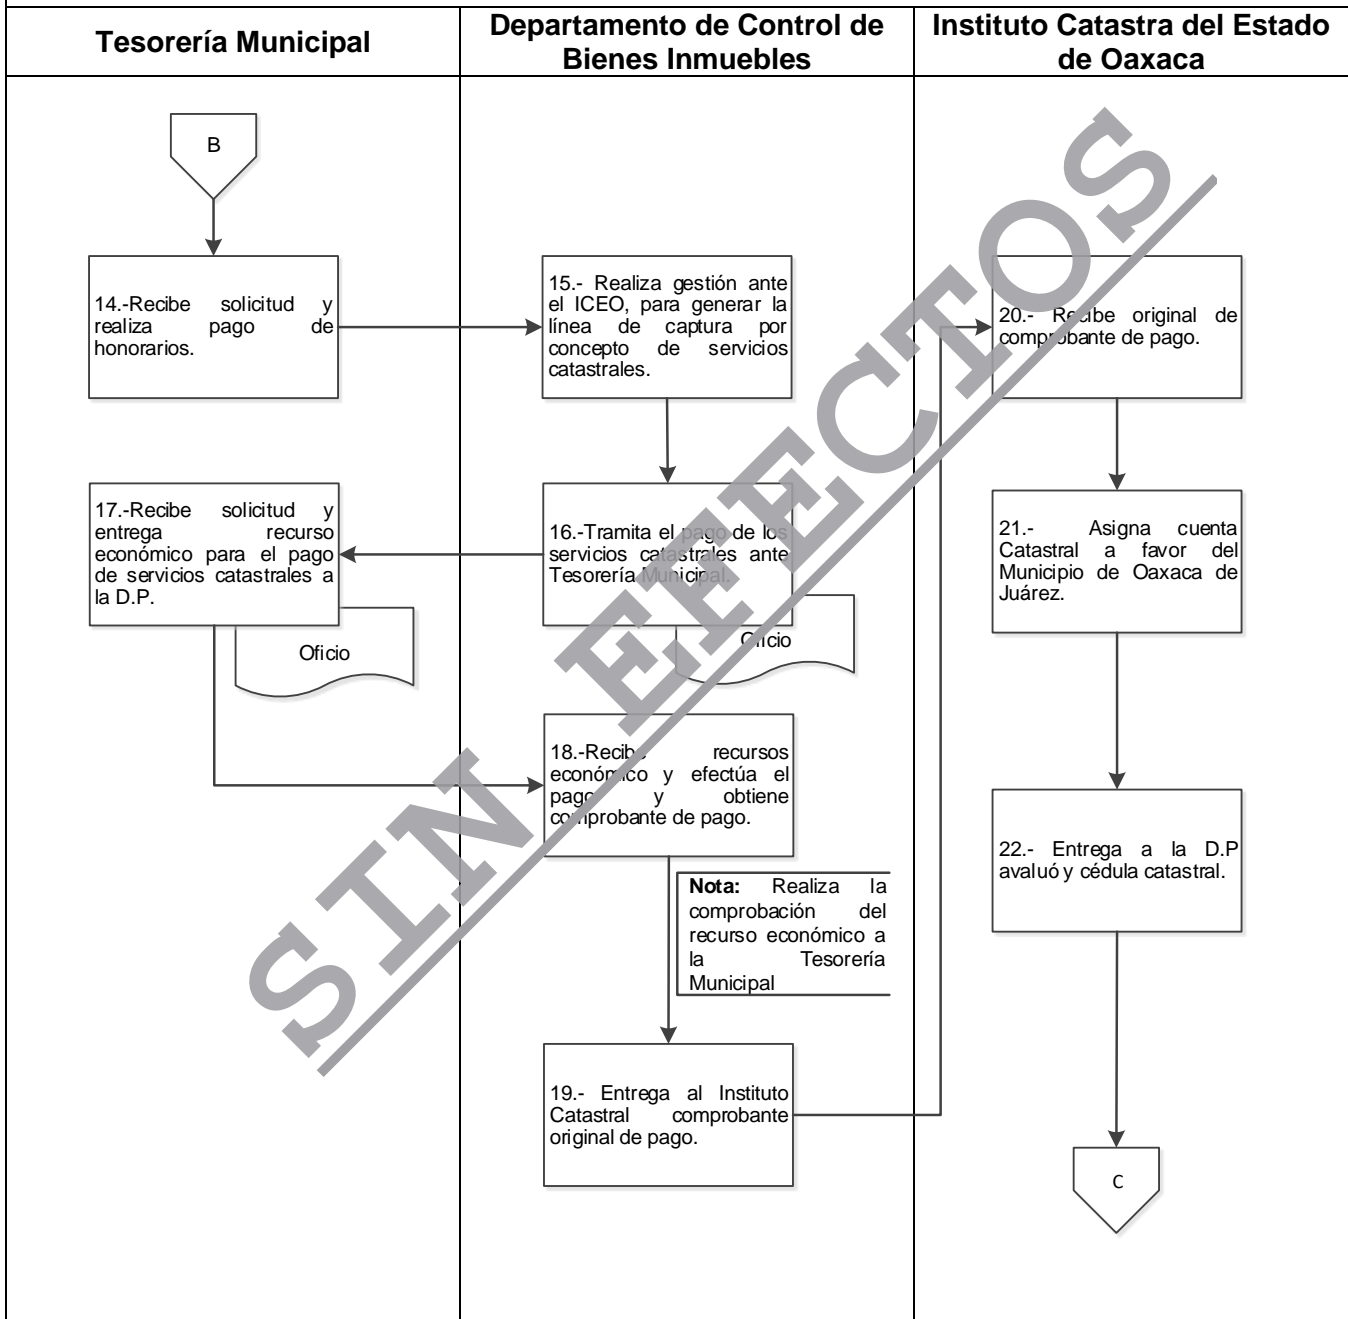 Tesorería Municipal
Departamento de Control de
Bienes Inmuebles
Instituto Catastra del Estado
de Oaxaca
B
14.-Recibe solicitud y
realiza pago de
honorarios.
15.- Realiza gestión ante
el ICEO, para generar la
línea de captura por
concepto de servicios
catastrales.
16.-Tramita el pago de los
servicios catastrales ante
Tesorería Municipal.
Oficio
17.-Recibe solicitud y
entrega recurso
económico para el pago
de servicios catastrales a
la D.P.
Oficio
18.-Recibe recursos
económico y efectúa el
pago y obtiene
comprobante de pago.
Nota: Realiza la
comprobación del
recurso económico a
la Tesorería
Municipal
19.- Entrega al Instituto
Catastral comprobante
original de pago.
20.- Recibe original de
comprobante de pago.
21.- Asigna cuenta
Catastral a favor del
Municipio de Oaxaca de
Juárez.
22.- Entrega a la D.P
avaluó y cédula catastral.
C
SIN EFECTOS